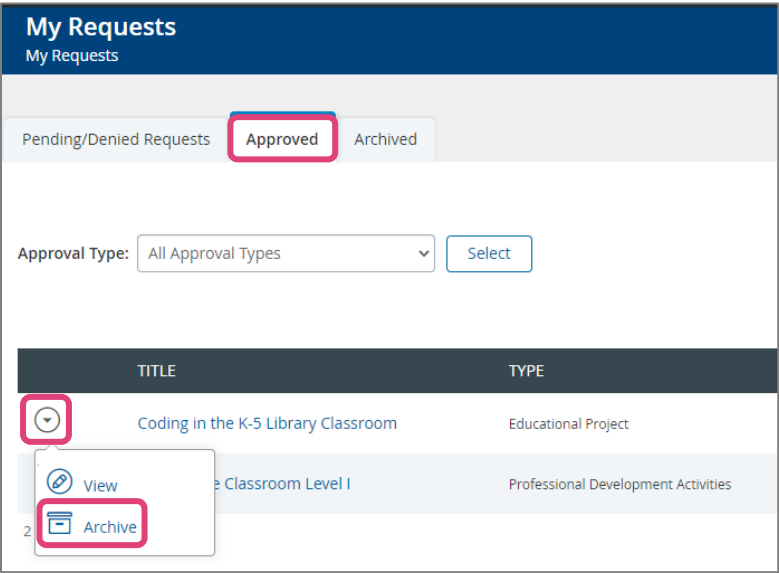 My Requests
My Requests
Pending/Denied Requests Approved Archived
Approval Type: All Approval Types Select
TITLE TYPE
Coding in the K-5 Library Classroom Educational Project
View Classroom Level I Professional Development Activities
2 Archive